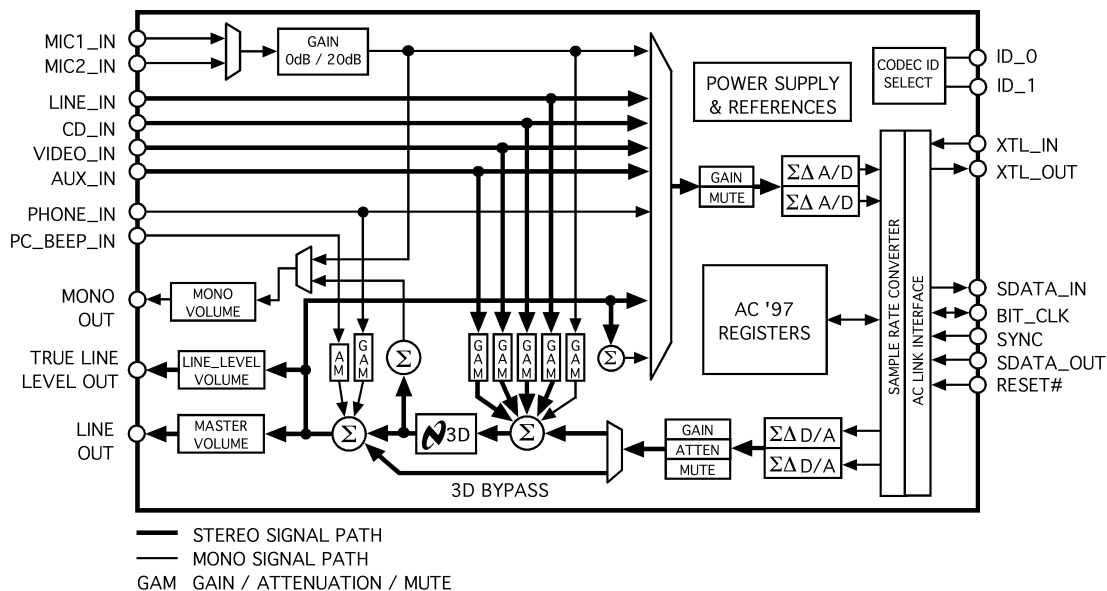 MIC1_IN
MIC2_IN
GAIN
0dB / 20dB
LINE_IN
CD_IN
VIDEO_IN
AUX_IN
PHONE_IN
PC_BEEP_IN
MONO
OUT
MONO
VOLUME
TRUE LINE
LEVEL OUT
LINE_LEVEL
VOLUME
LINE
OUT
MASTER
VOLUME
AM
GAM
Σ
GAM
GAM
GAM
GAM
GAM
Σ
Σ
N3D
Σ
3D BYPASS
POWER SUPPLY
& REFERENCES
CODEC ID
SELECT
ID_0
ID_1
GAIN
MUTE
ΣΔ A/D
ΣΔ A/D
XTL_IN
XTL_OUT
AC '97
REGISTERS
SAMPLE RATE CONVERTER
AC LINK INTERFACE
SDATA_IN
BIT_CLK
SYNC
SDATA_OUT
RESET#
GAIN
ATTEN
MUTE
ΣΔ D/A
ΣΔ D/A
STEREO SIGNAL PATH
MONO SIGNAL PATH
GAM GAIN / ATTENUATION / MUTE